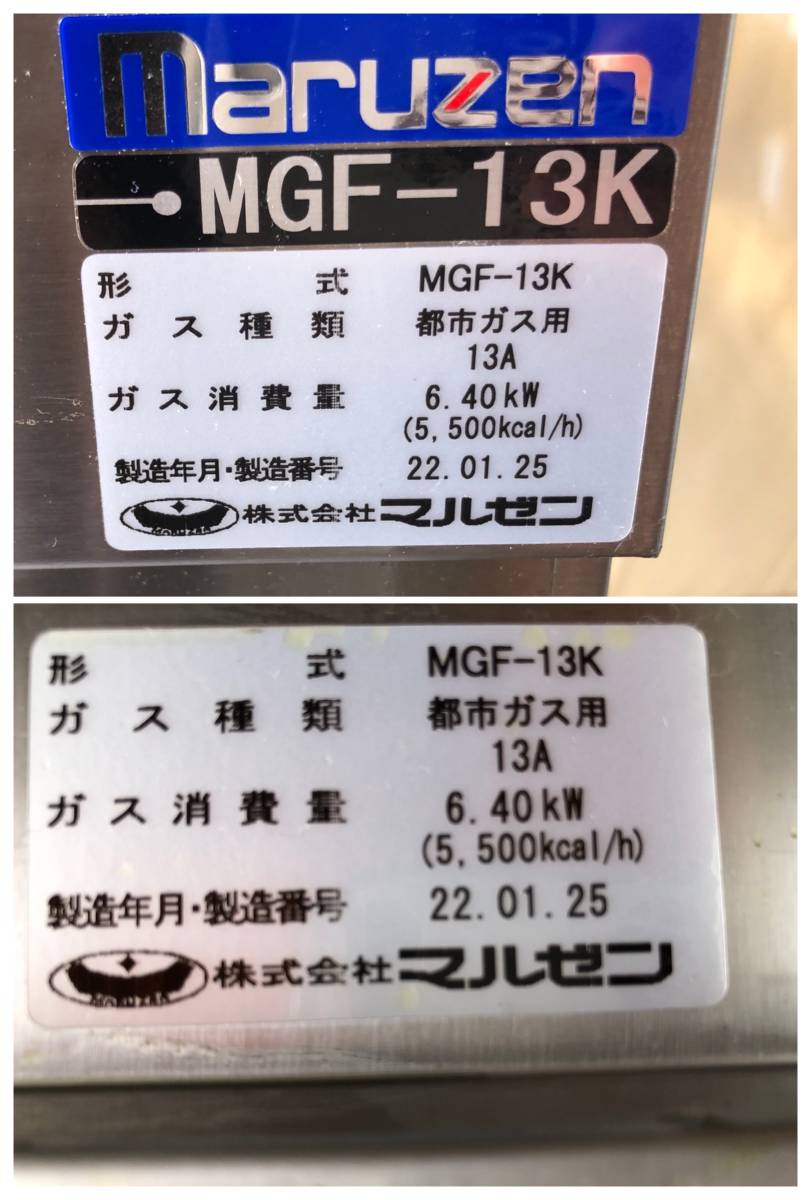 maruzen
MGF-13K
形式 MGF-13K
ガス種類 都市ガス用
13A
ガス消費量 6.40kW
(5,500kcal/h)
製造年月・製造番号 22.01.25
MARUZEN 株式会社マルゼン
形式 MGF-13K
ガス種類 都市ガス用
13A
ガス消費量 6.40kW
(5,500kcal/h)
製造年月・製造番号 22.01.25
MARUZEN 株式会社マルゼン